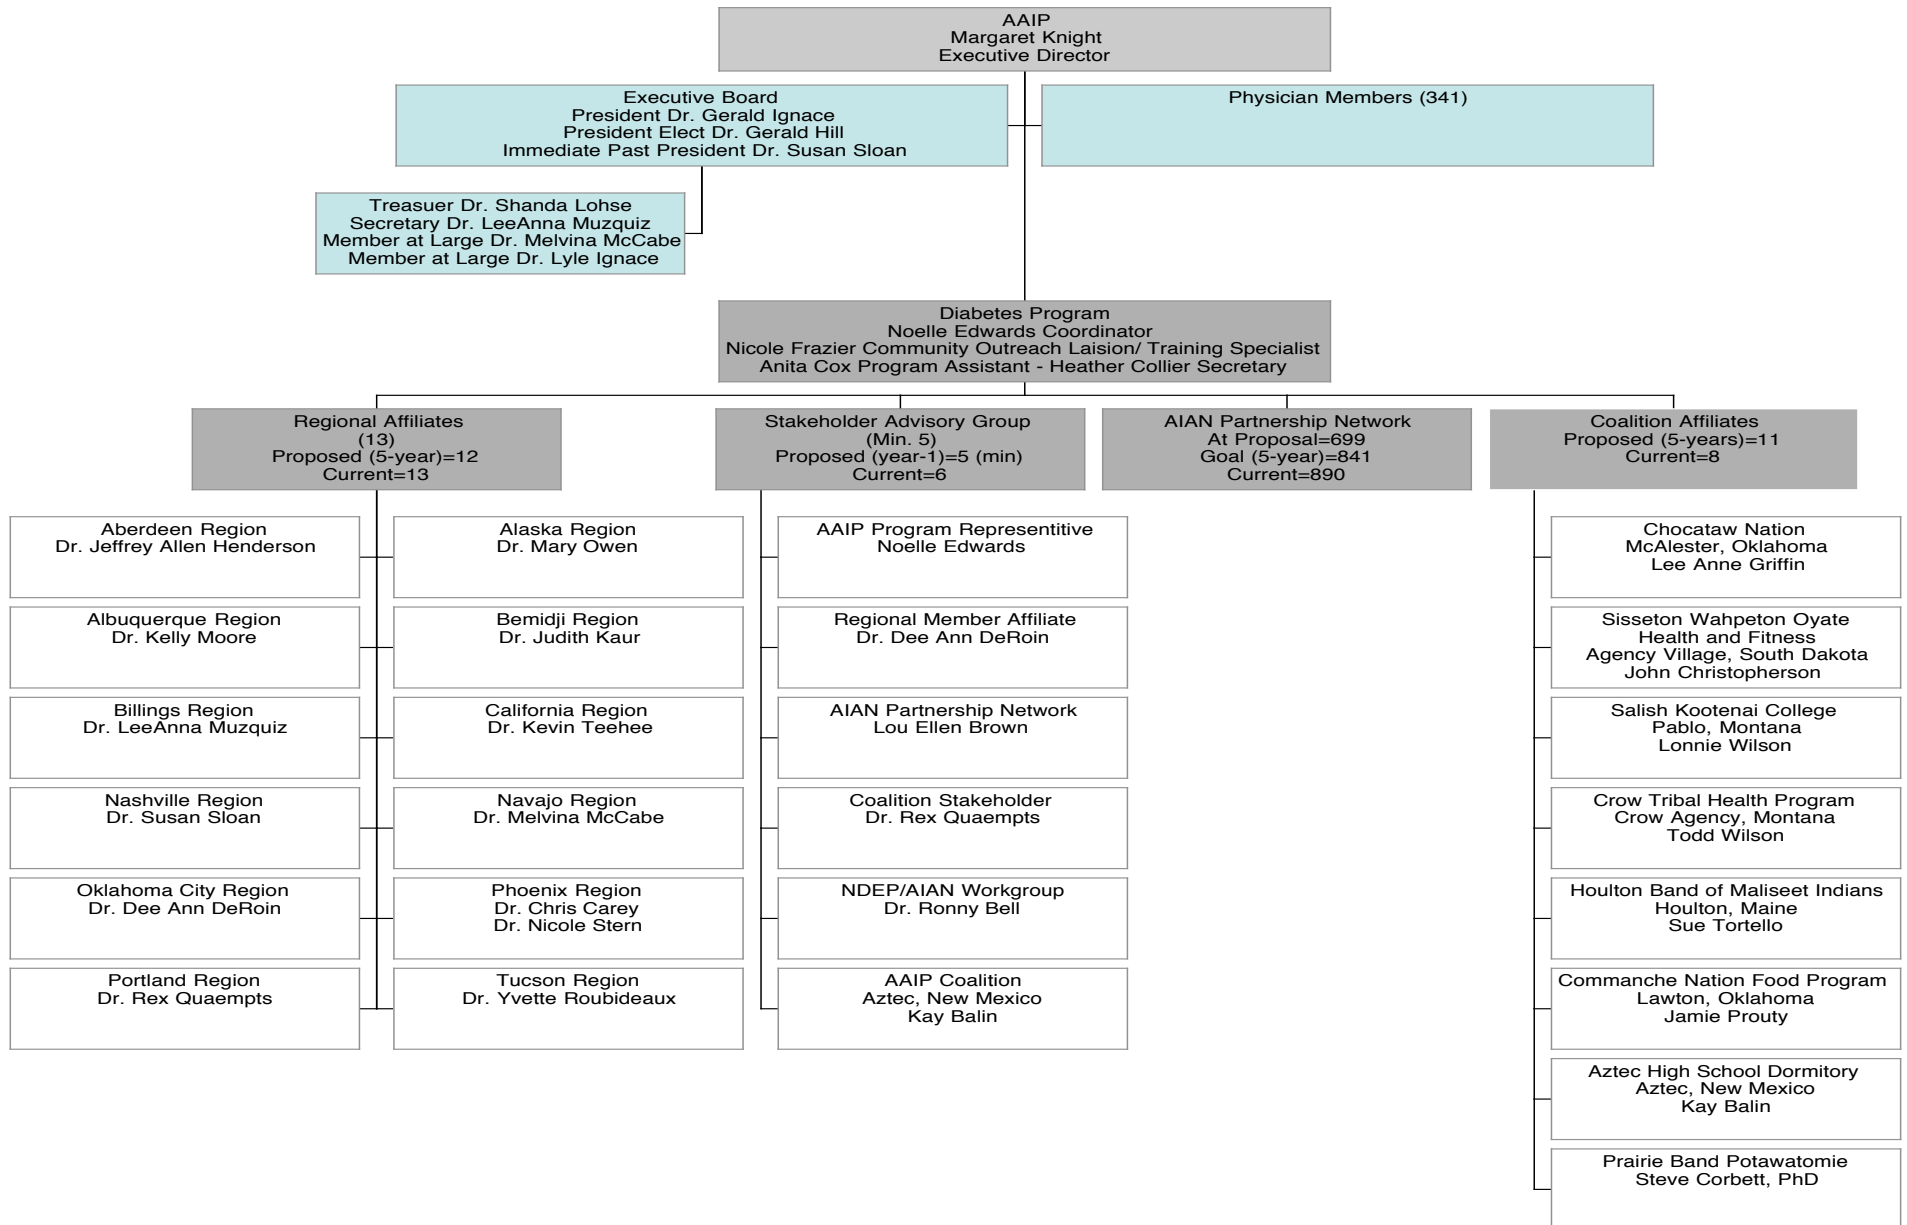 AAIP
Margaret Knight
Executive Director
Executive Board
President Dr. Gerald Ignace
President Elect Dr. Gerald Hill
Immediate Past President Dr. Susan Sloan
Physician Members (341)
Treasuer Dr. Shanda Lohse
Secretary Dr. LeeAnna Muzquiz
Member at Large Dr. Melvina McCabe
Member at Large Dr. Lyle Ignace
Diabetes Program
Noelle Edwards Coordinator
Nicole Frazier Community Outreach Laision/ Training Specialist
Anita Cox Program Assistant - Heather Collier Secretary
Regional Affiliates
(13)
Proposed (5-year)=12
Current=13
Stakeholder Advisory Group
(Min. 5)
Proposed (year-1)=5 (min)
Current=6
AIAN Partnership Network
At Proposal=699
Goal (5-year)=841
Current=890
Coalition Affiliates
Proposed (5-years)=11
Current=8
Aberdeen Region
Dr. Jeffrey Allen Henderson
Alaska Region
Dr. Mary Owen
Albuquerque Region
Dr. Kelly Moore
Bemidji Region
Dr. Judith Kaur
Billings Region
Dr. LeeAnna Muzquiz
California Region
Dr. Kevin Teehee
Nashville Region
Dr. Susan Sloan
Navajo Region
Dr. Melvina McCabe
Oklahoma City Region
Dr. Dee Ann DeRoin
Phoenix Region
Dr. Chris Carey
Dr. Nicole Stern
Portland Region
Dr. Rex Quaempts
Tucson Region
Dr. Yvette Roubideaux
AAIP Program Representitive
Noelle Edwards
Regional Member Affiliate
Dr. Dee Ann DeRoin
AIAN Partnership Network
Lou Ellen Brown
Coalition Stakeholder
Dr. Rex Quaempts
NDEP/AIAN Workgroup
Dr. Ronny Bell
AAIP Coalition
Aztec, New Mexico
Kay Balin
Chocataw Nation
McAlester, Oklahoma
Lee Anne Griffin
Sisseton Wahpeton Oyate
Health and Fitness
Agency Village, South Dakota
John Christopherson
Salish Kootenai College
Pablo, Montana
Lonnie Wilson
Crow Tribal Health Program
Crow Agency, Montana
Todd Wilson
Houlton Band of Maliseet Indians
Houlton, Maine
Sue Tortello
Commanche Nation Food Program
Lawton, Oklahoma
Jamie Prouty
Aztec High School Dormitory
Aztec, New Mexico
Kay Balin
Prairie Band Potawatomie
Steve Corbett, PhD